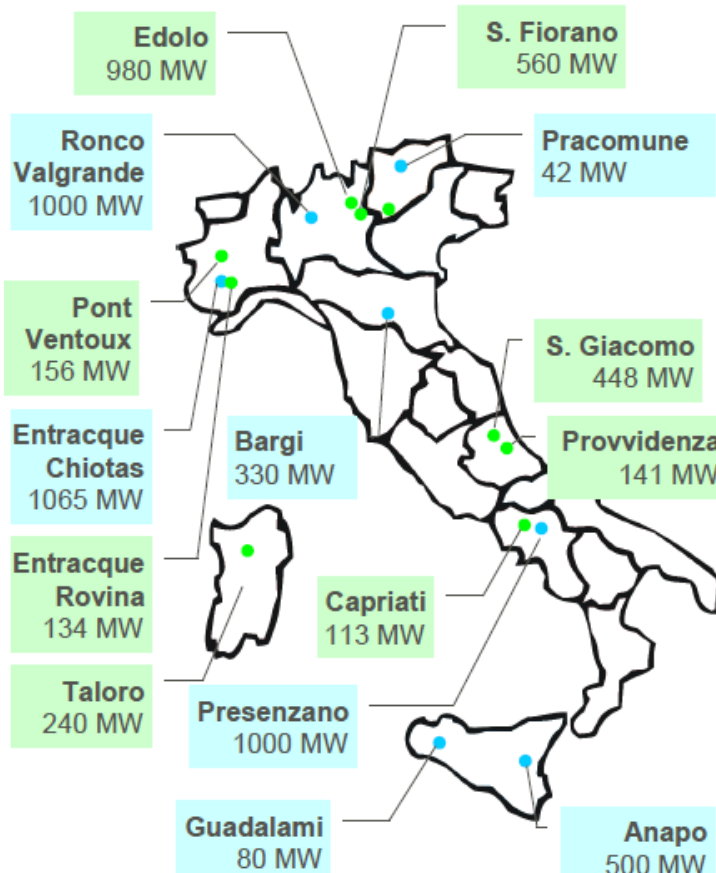 Edolo
980 MW
S. Fiorano
560 MW
Ronco
Valgrande
1000 MW
Pracomune
42 MW
Pont
Ventoux
156 MW
S. Giacomo
448 MW
Entracque
Chiotas
1065 MW
Bargi
330 MW
Provvidenza
141 MW
Entracque
Rovina
134 MW
Capriati
113 MW
Taloro
240 MW
Presenzano
1000 MW
Guadalami
80 MW
Anapo
500 MW